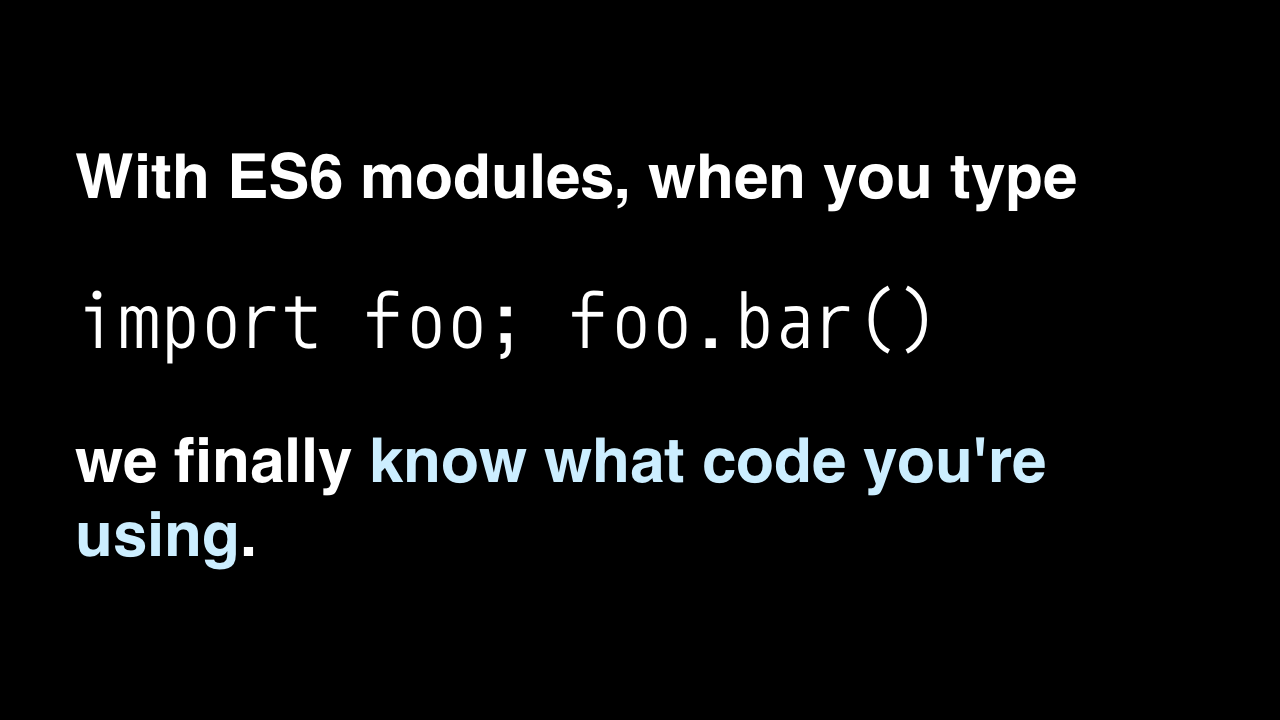 With ES6 modules, when you type
import foo; foo.bar()
we finally know what code you're
using.